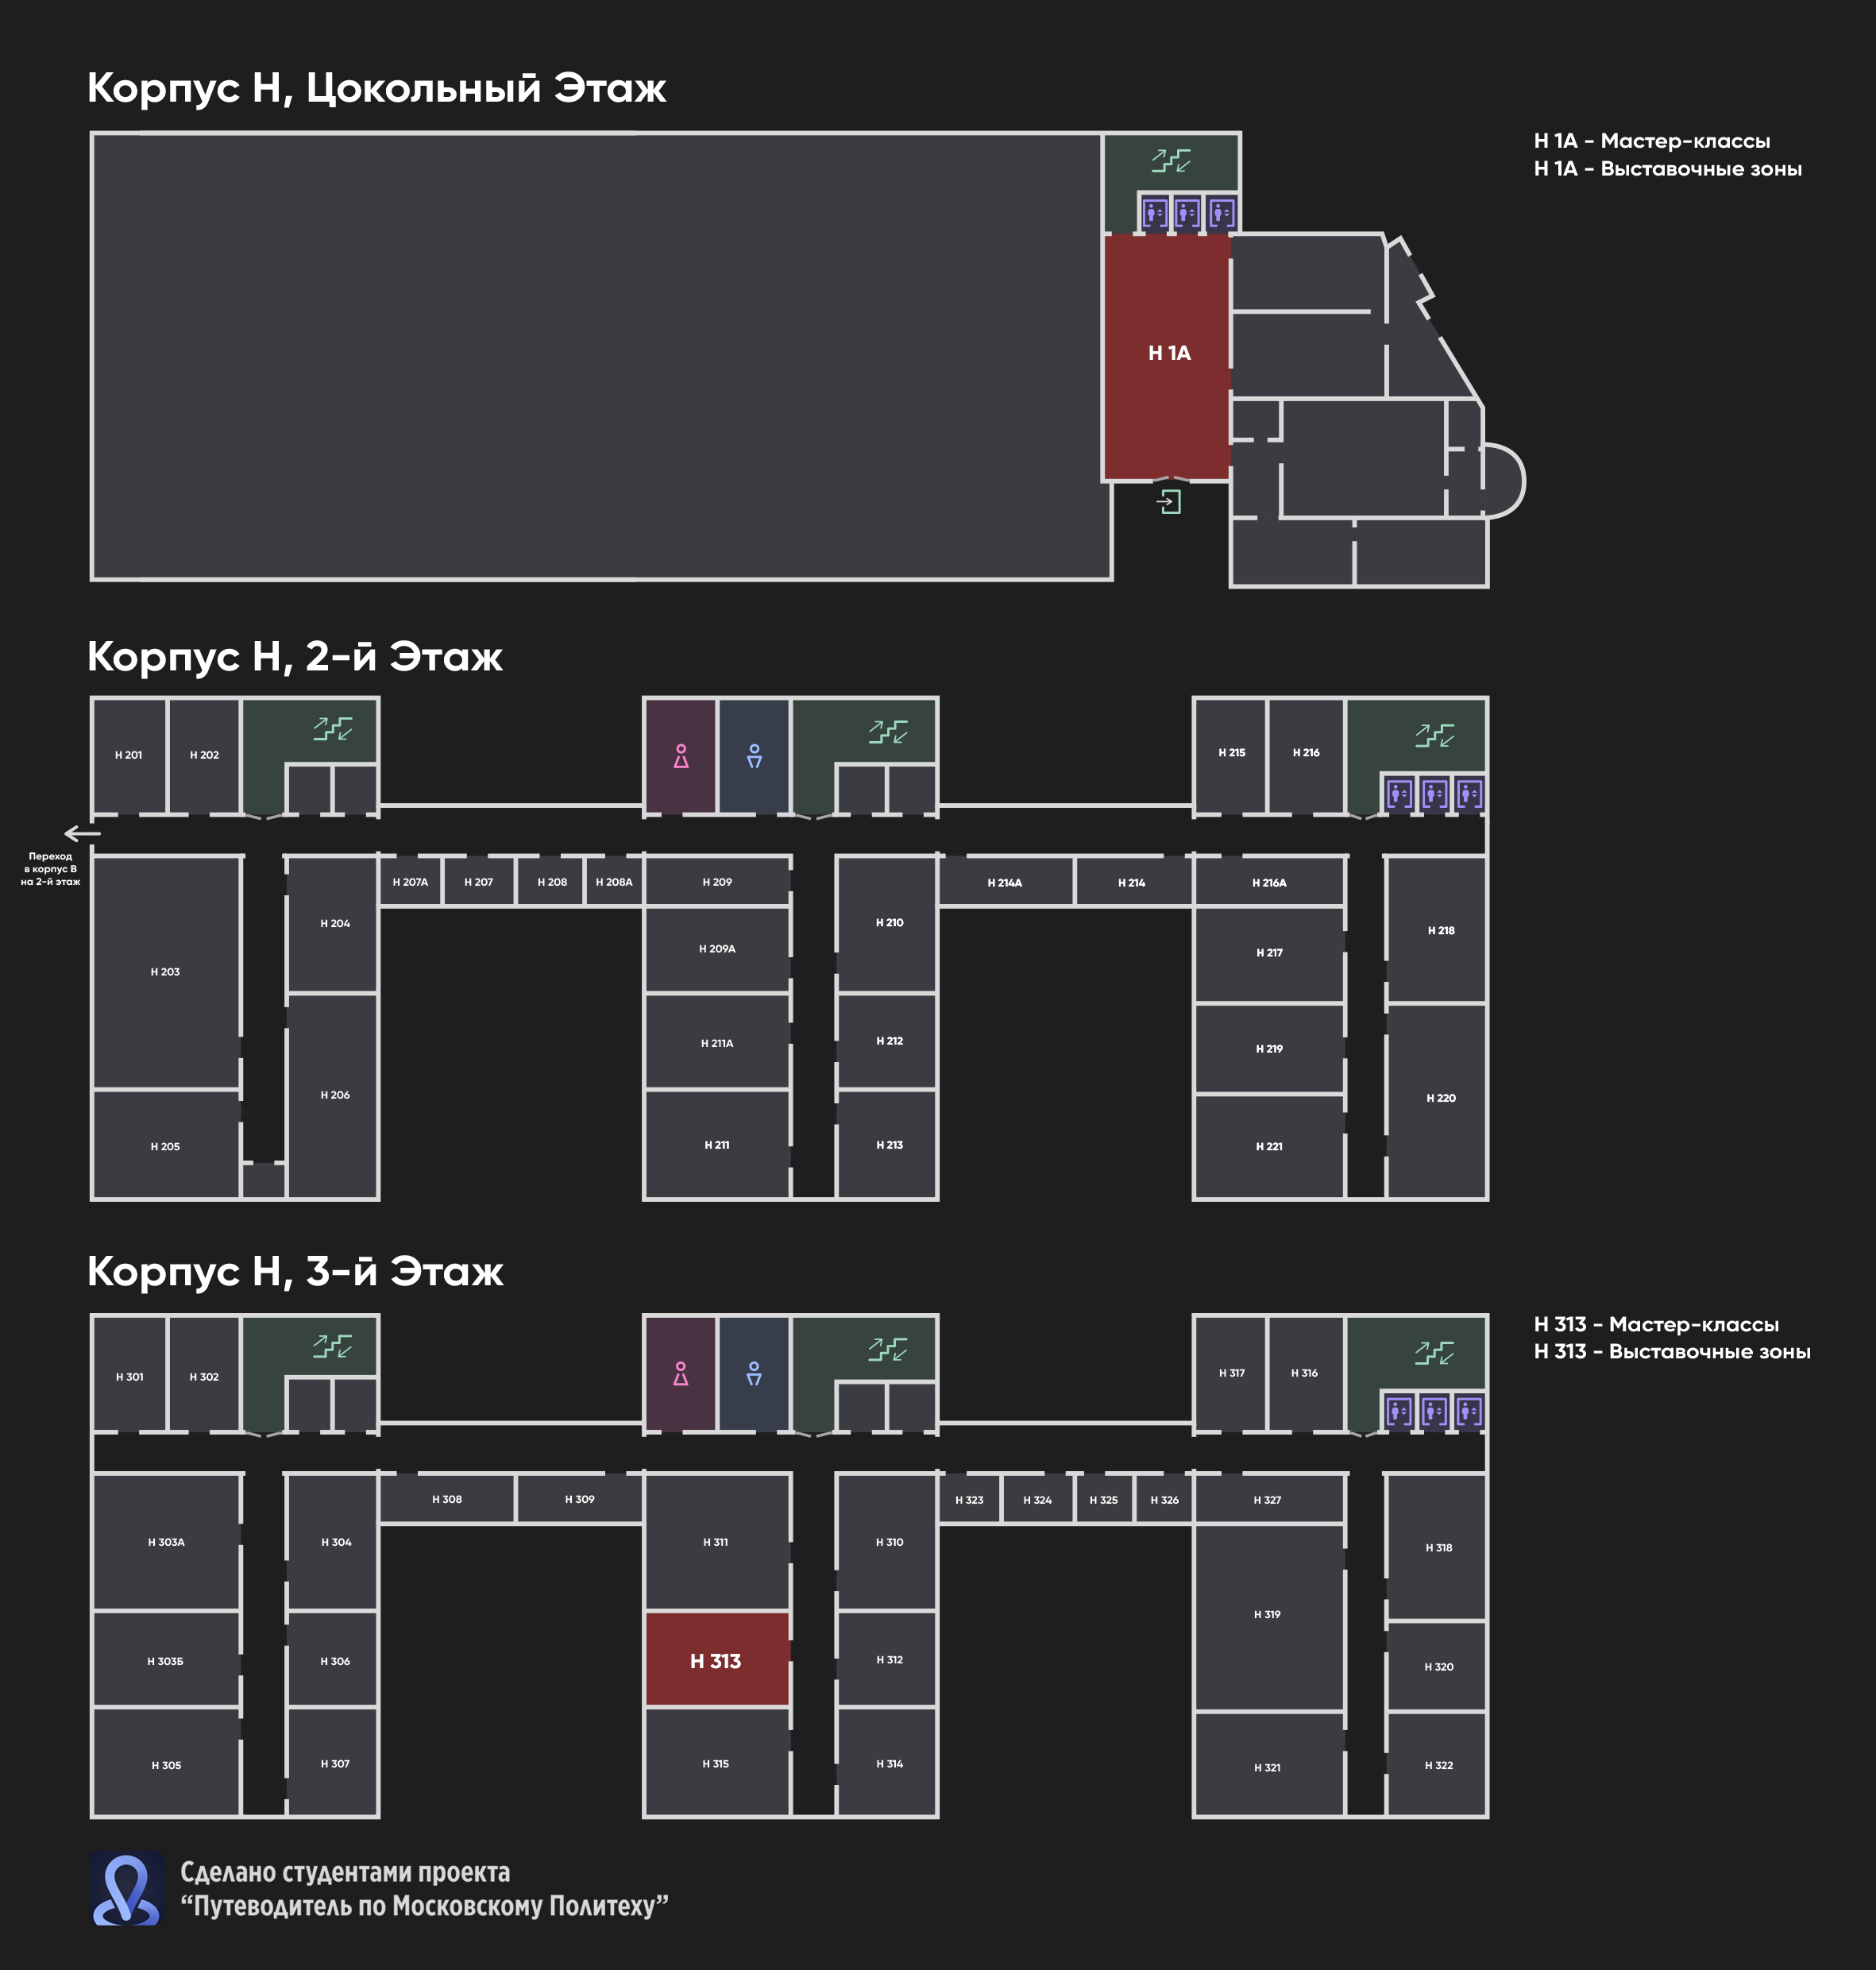 Корпус Н, Цокольный Этаж
Н 1А - Мастер-классы
Н 1А - Выставочные зоны
Н 1А
Корпус Н, 2-й Этаж
Н 201
Н 202
Н 215
Н 216
Переход
в корпус В
на 2-й этаж
Н 207А
Н 207
Н 208
Н 208А
Н 209
Н 214А
Н 214
Н 216А
Н 204
Н 210
Н 218
Н 209А
Н 217
Н 203
Н 211А
Н 212
Н 219
Н 206
Н 220
Н 205
Н 211
Н 213
Н 221
Корпус Н, 3-й Этаж
Н 313 - Мастер-классы
Н 313 - Выставочные зоны
Н 301
Н 302
Н 317
Н 316
Н 308
Н 309
Н 323
Н 324
Н 325
Н 326
Н 327
Н 303А
Н 304
Н 311
Н 310
Н 318
Н 319
Н 303Б
Н 306
Н 313
Н 312
Н 320
Н 305
Н 307
Н 315
Н 314
Н 321
Н 322
Сделано студентами проекта
“Путеводитель по Московскому Политеху”